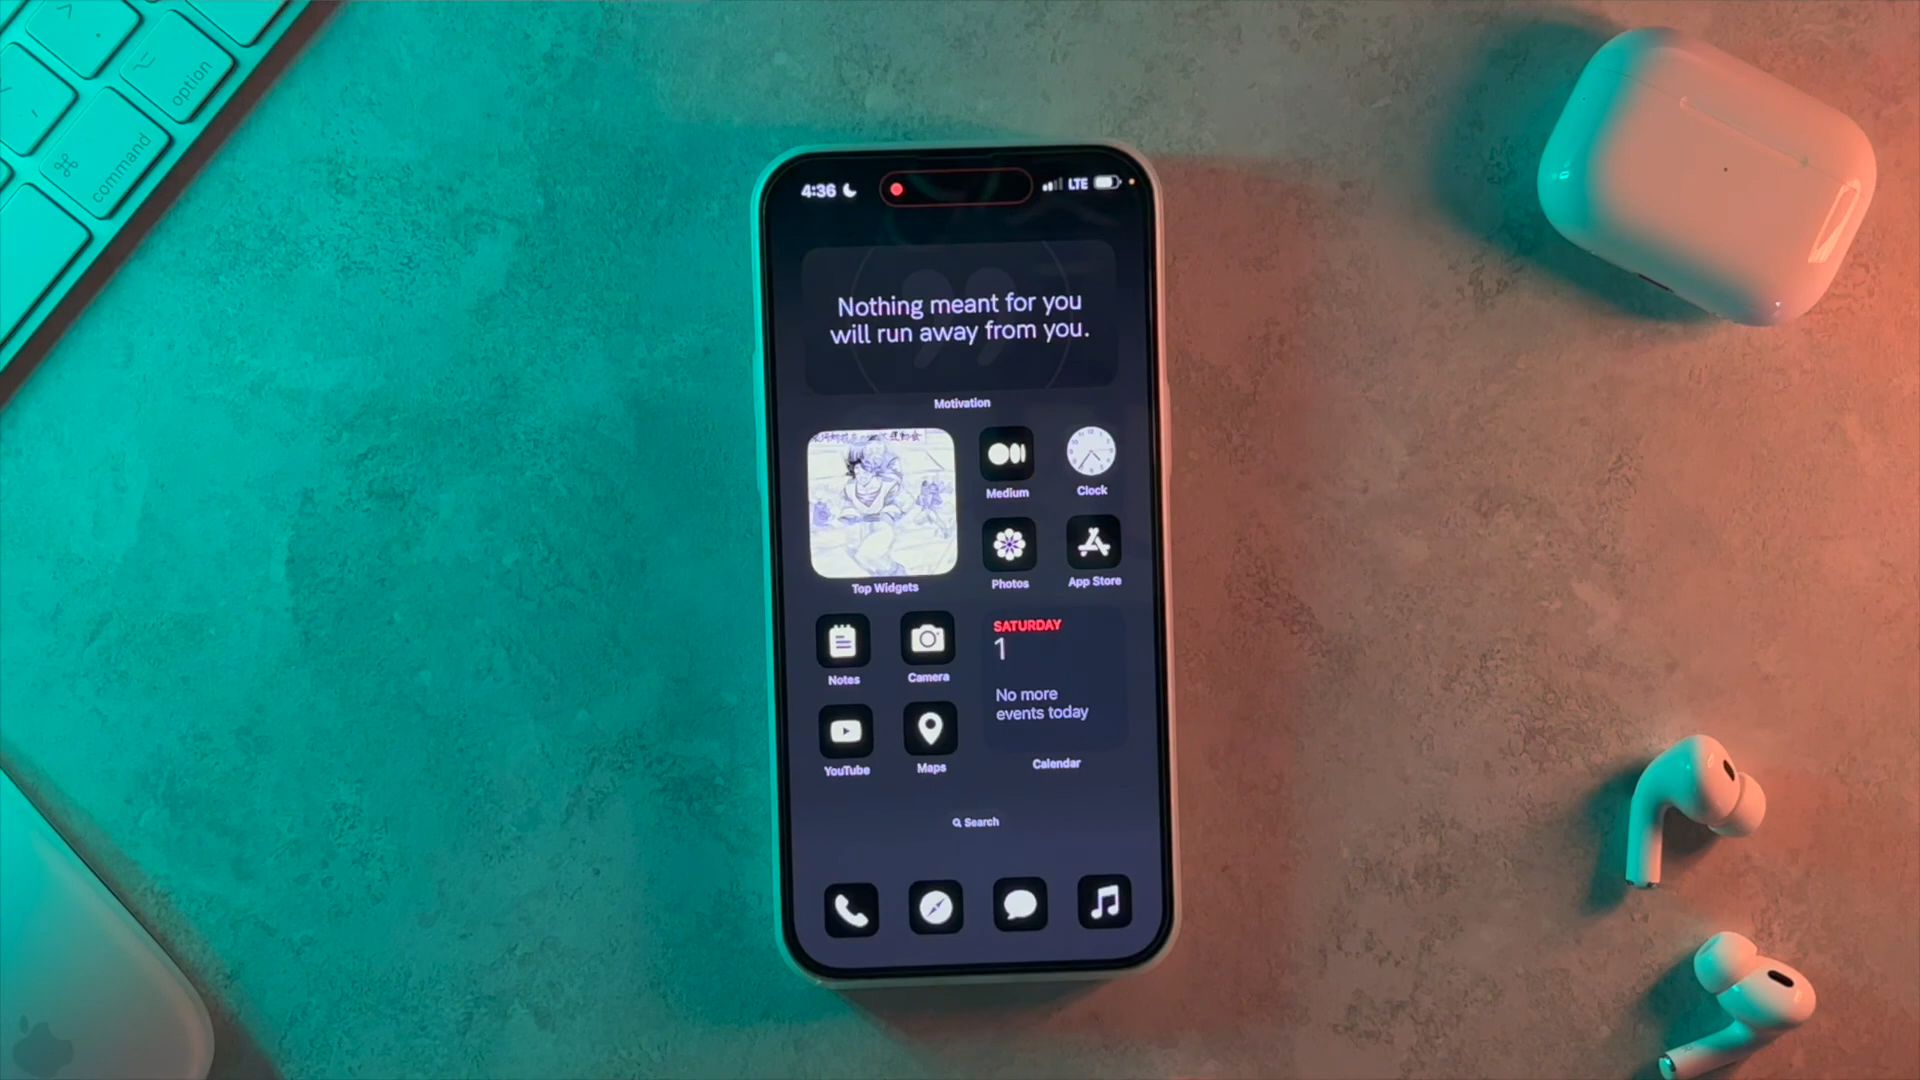 option
command
4:36
LTE
Nothing meant for you
will run away from you.
Motivation
Medium
Clock
Photos
App Store
Top Widgets
Notes
Camera
SATURDAY
1
No more
events today
YouTube
Maps
Calendar
Search